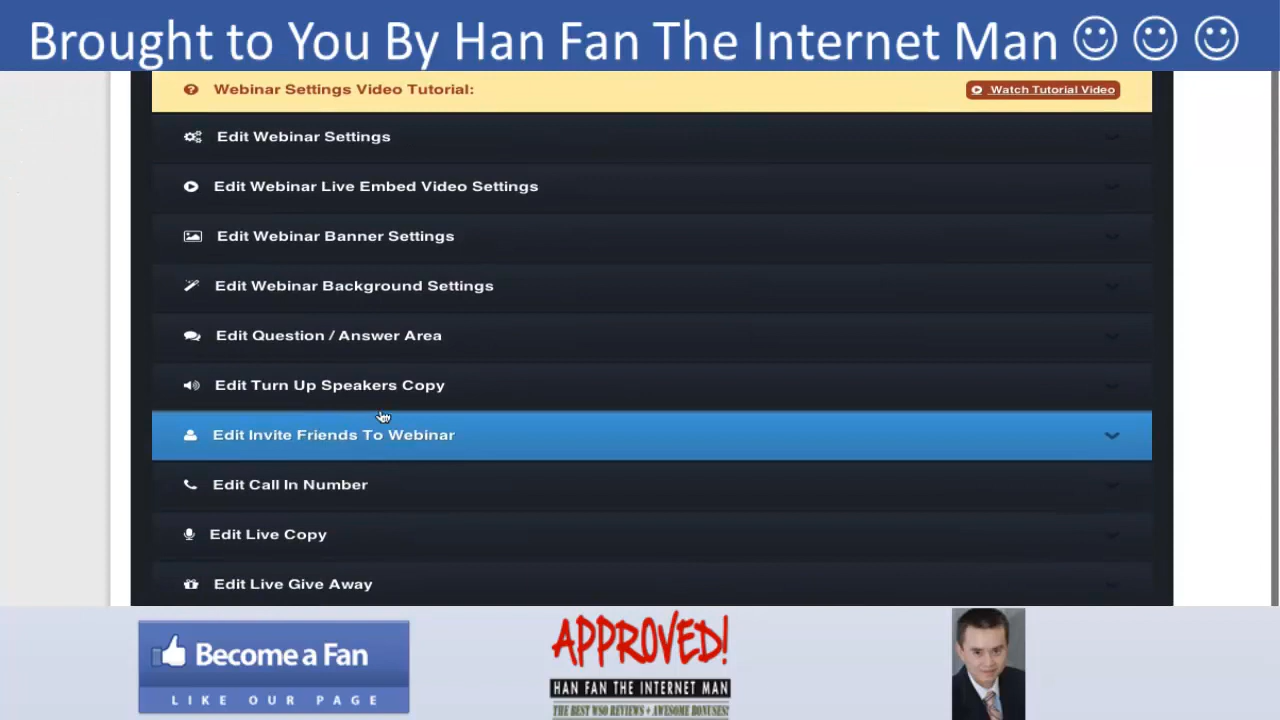 Brought to You By Han Fan The Internet Man
Webinar Settings Video Tutorial:
Watch Tutorial Video
Edit Webinar Settings
Edit Webinar Live Embed Video Settings
Edit Webinar Banner Settings
Edit Webinar Background Settings
Edit Question / Answer Area
Edit Turn Up Speakers Copy
Edit Invite Friends To Webinar
Edit Call In Number
Edit Live Copy
Edit Live Give Away
Become a Fan
LIKE OUR PAGE
APPROVED!
HAN FAN THE INTERNET MAN
THE BEST WSO REVIEWS + AWESOME BONUSES!